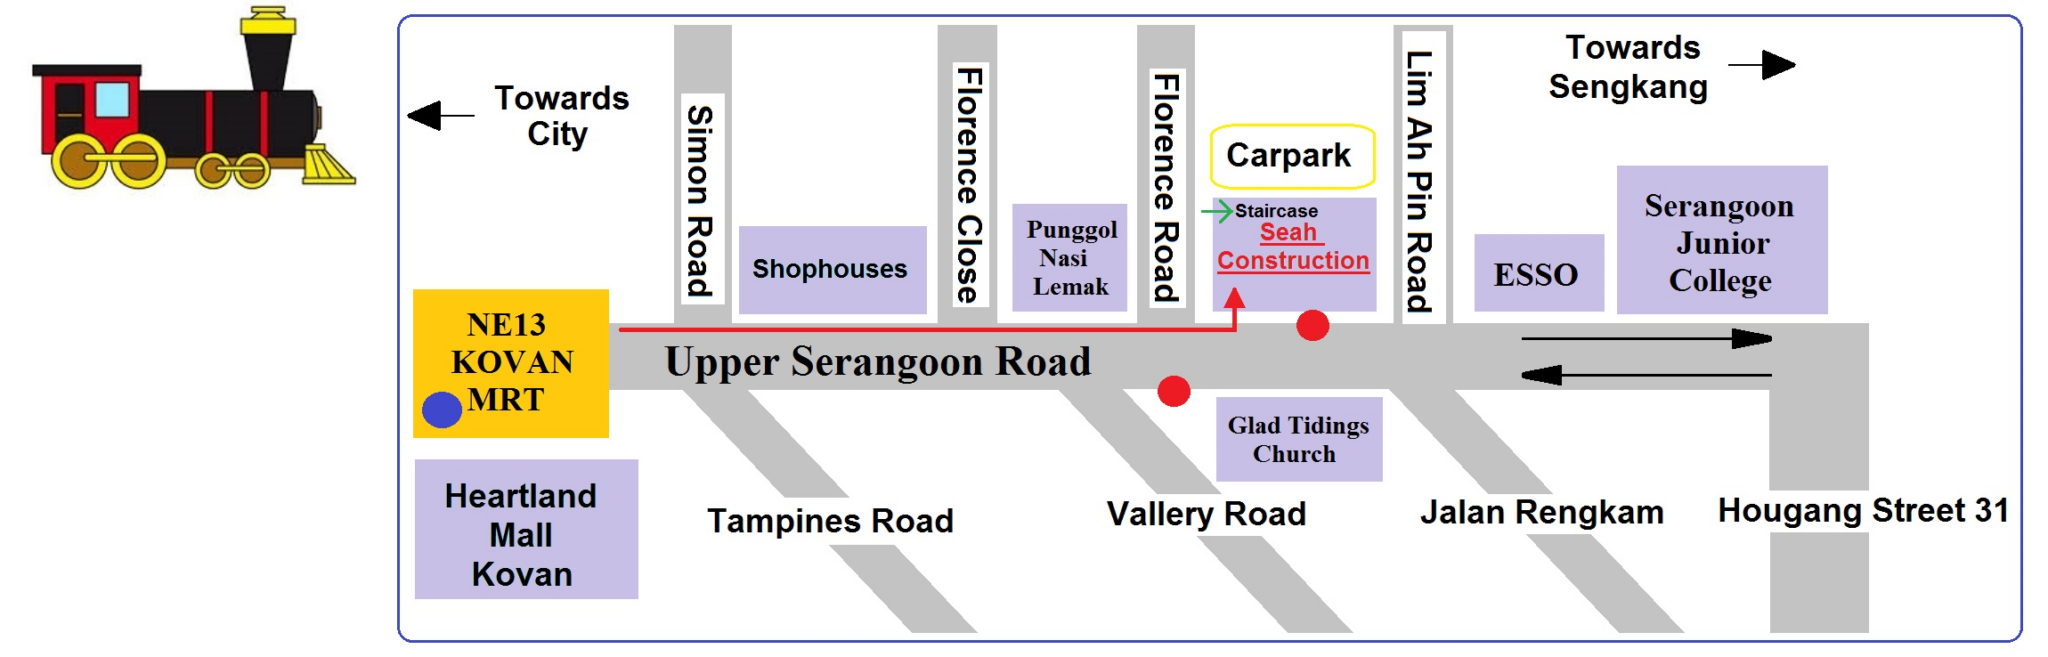 Towards
City
Simon Road
Shophouses
Florence Close
Punggol
Nasi
Lemak
Florence Road
Carpark
Staircase
Seah
Construction
Lim Ah Pin Road
Towards
Sengkang
ESSO
Serangoon
Junior
College
NE13
KOVAN
MRT
Upper Serangoon Road
Heartland
Mall
Kovan
Tampines Road
Vallery Road
Glad Tidings
Church
Jalan Rengkam
Hougang Street 31